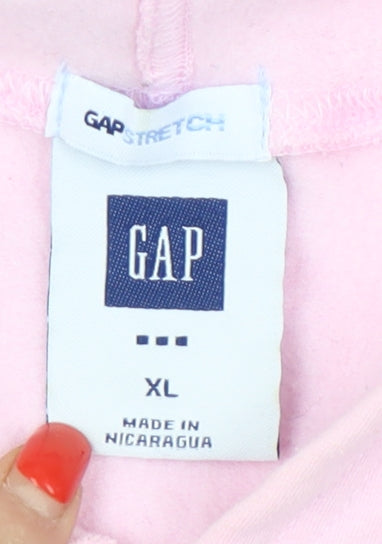 GAPSTRETCH
GAP
XL
MADE IN
NICARAGUA